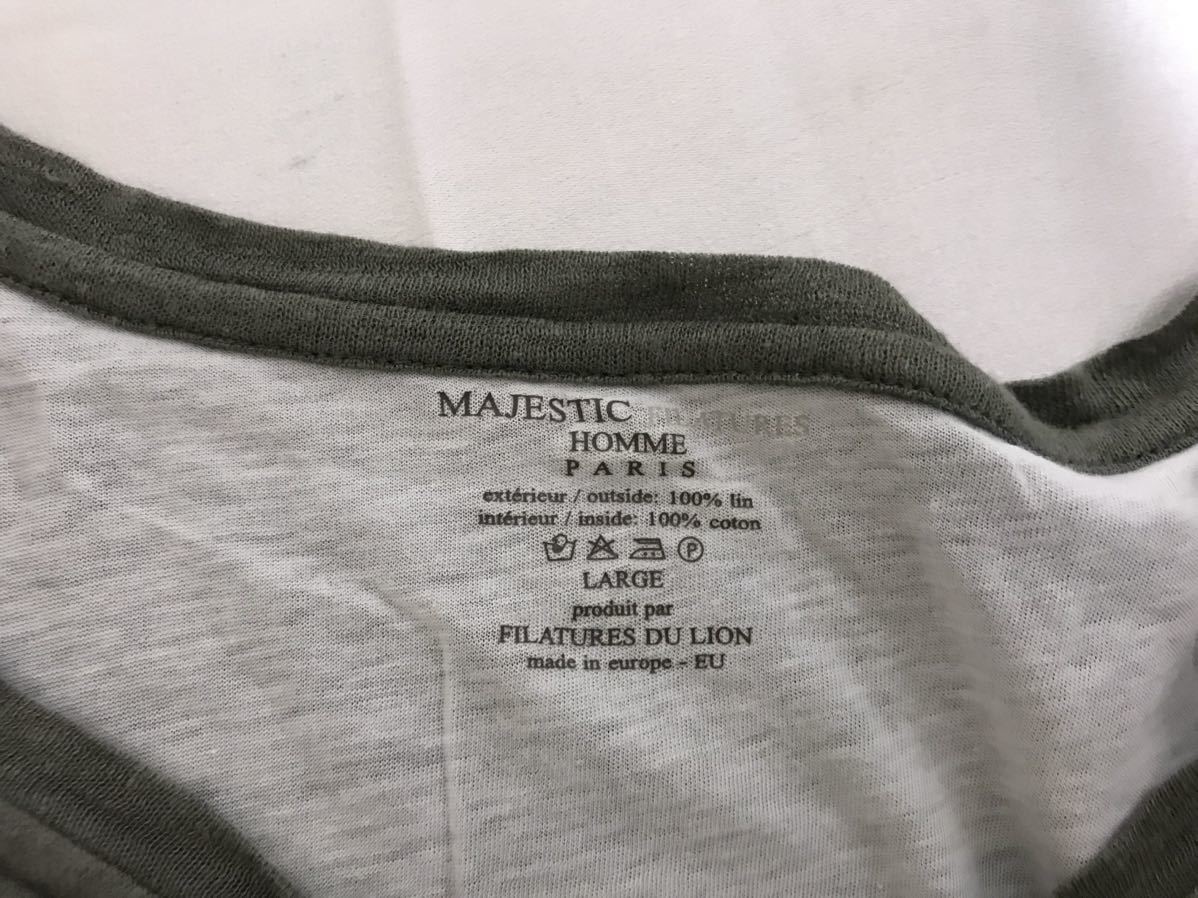 MAJESTIC FILATURES
HOMME
PARIS
extérieur / outside: 100% lin
intérieur / inside: 100% coton
P
LARGE
produit par
FILATURES DU LION
made in europe - EU